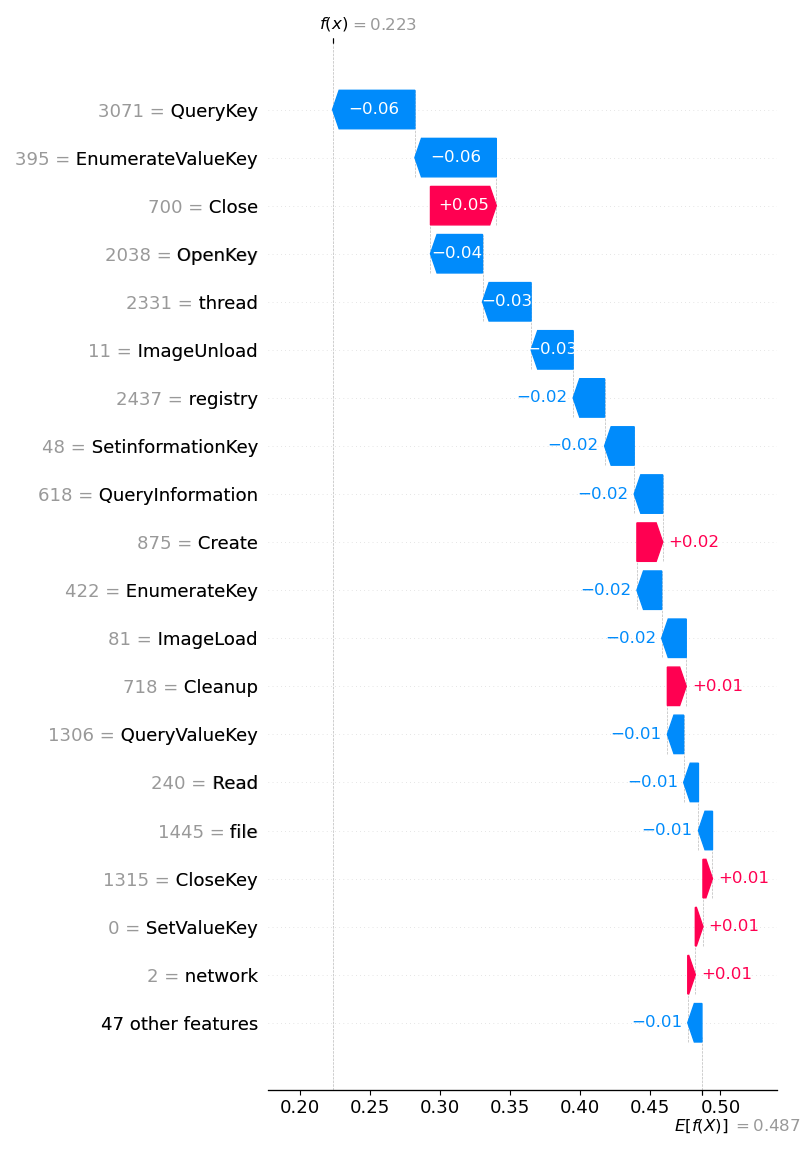 f(x) = 0.223
3071 = QueryKey −0.06
395 = EnumerateValueKey −0.06
700 = Close +0.05
2038 = OpenKey −0.04
2331 = thread −0.03
11 = ImageUnload −0.03
2437 = registry −0.02
48 = SetinformationKey −0.02
618 = QueryInformation −0.02
875 = Create +0.02
422 = EnumerateKey −0.02
81 = ImageLoad −0.02
718 = Cleanup +0.01
1306 = QueryValueKey −0.01
240 = Read −0.01
1445 = file −0.01
1315 = CloseKey +0.01
0 = SetValueKey +0.01
2 = network +0.01
47 other features −0.01
0.20 0.25 0.30 0.35 0.40 0.45 0.50
E[f(X)] = 0.487